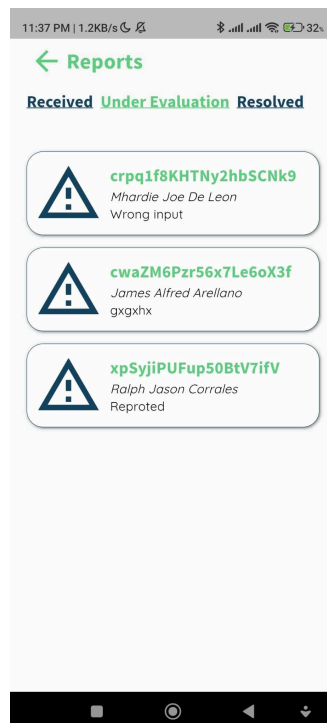 11:37 PM | 1.2KB/s 32%
Reports
Received Under Evaluation Resolved
crpq1f8KHTNy2hbSCNk9
Mhardie Joe De Leon
Wrong input
cwaZM6Pzr56x7Le6oX3f
James Alfred Arellano
gxgxhx
xpSyjiPUFup50BtV7ifV
Ralph Jason Corrales
Reproted